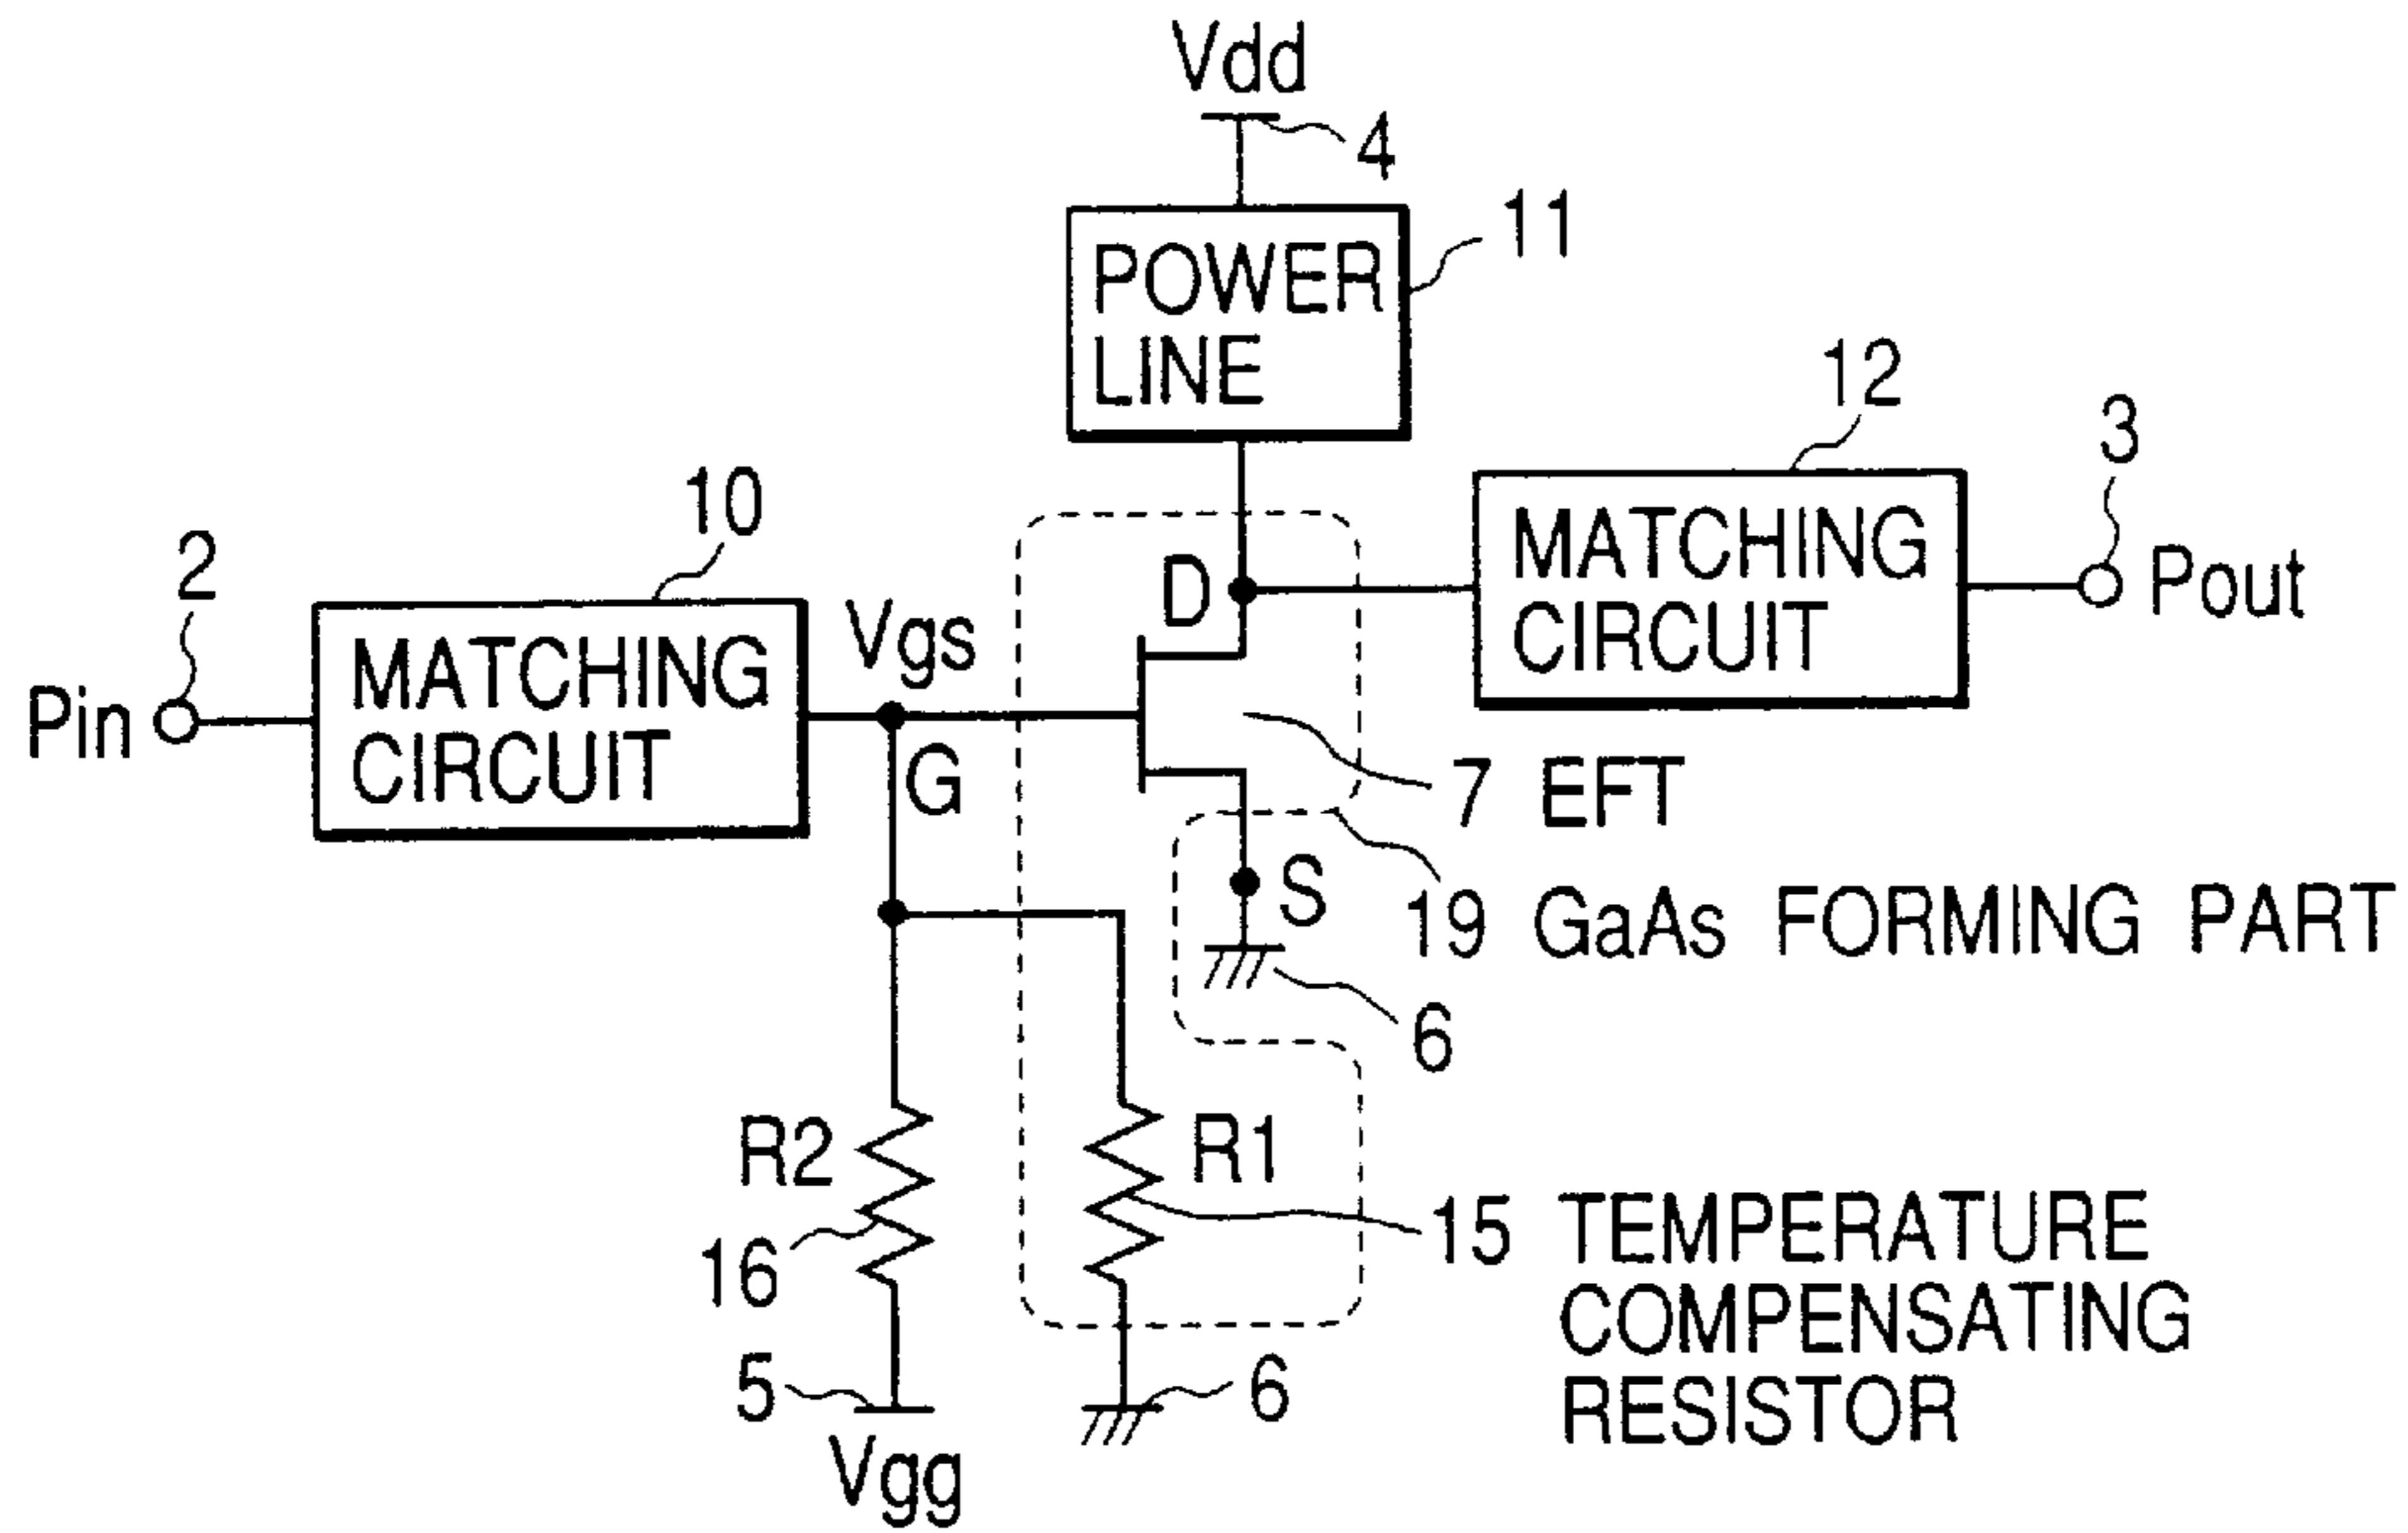 Vdd
4
POWER
LINE
11
12
3
MATCHING
CIRCUIT
Pout
10
2
MATCHING
CIRCUIT
Pin
Vgs
G
D
7 EFT
S
19 GaAs FORMING PART
6
R2
16
R1
15 TEMPERATURE
COMPENSATING
RESISTOR
5
6
Vgg